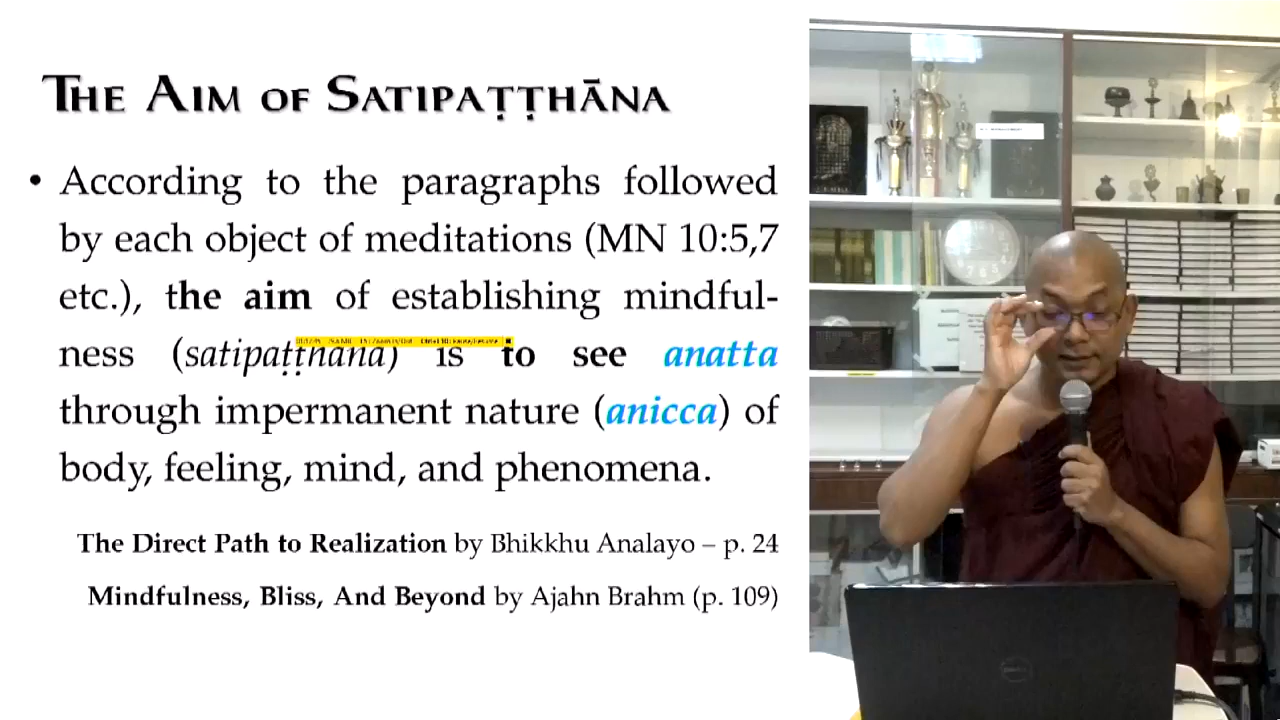 The Aim of Satipaṭṭhāna
• According to the paragraphs followed
by each object of meditations (MN 10:5,7
etc.), the aim of establishing mindful-
ness (satipaṭṭhāna) is to see anatta
through impermanent nature (anicca) of
body, feeling, mind, and phenomena.
The Direct Path to Realization by Bhikkhu Analayo – p. 24
Mindfulness, Bliss, And Beyond by Ajahn Brahm (p. 109)
DELL